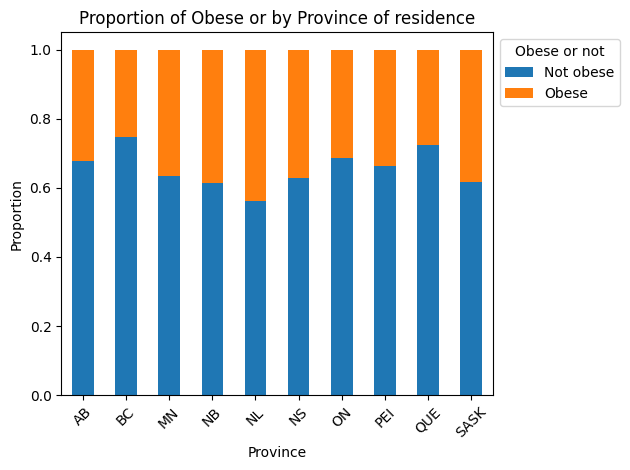 Proportion of Obese or by Province of residence
Obese or not
Not obese
Obese
1.0
0.8
0.6
0.4
0.2
0.0
Proportion
AB
BC
MN
NB
NL
NS
ON
PEI
QUE
SASK
Province